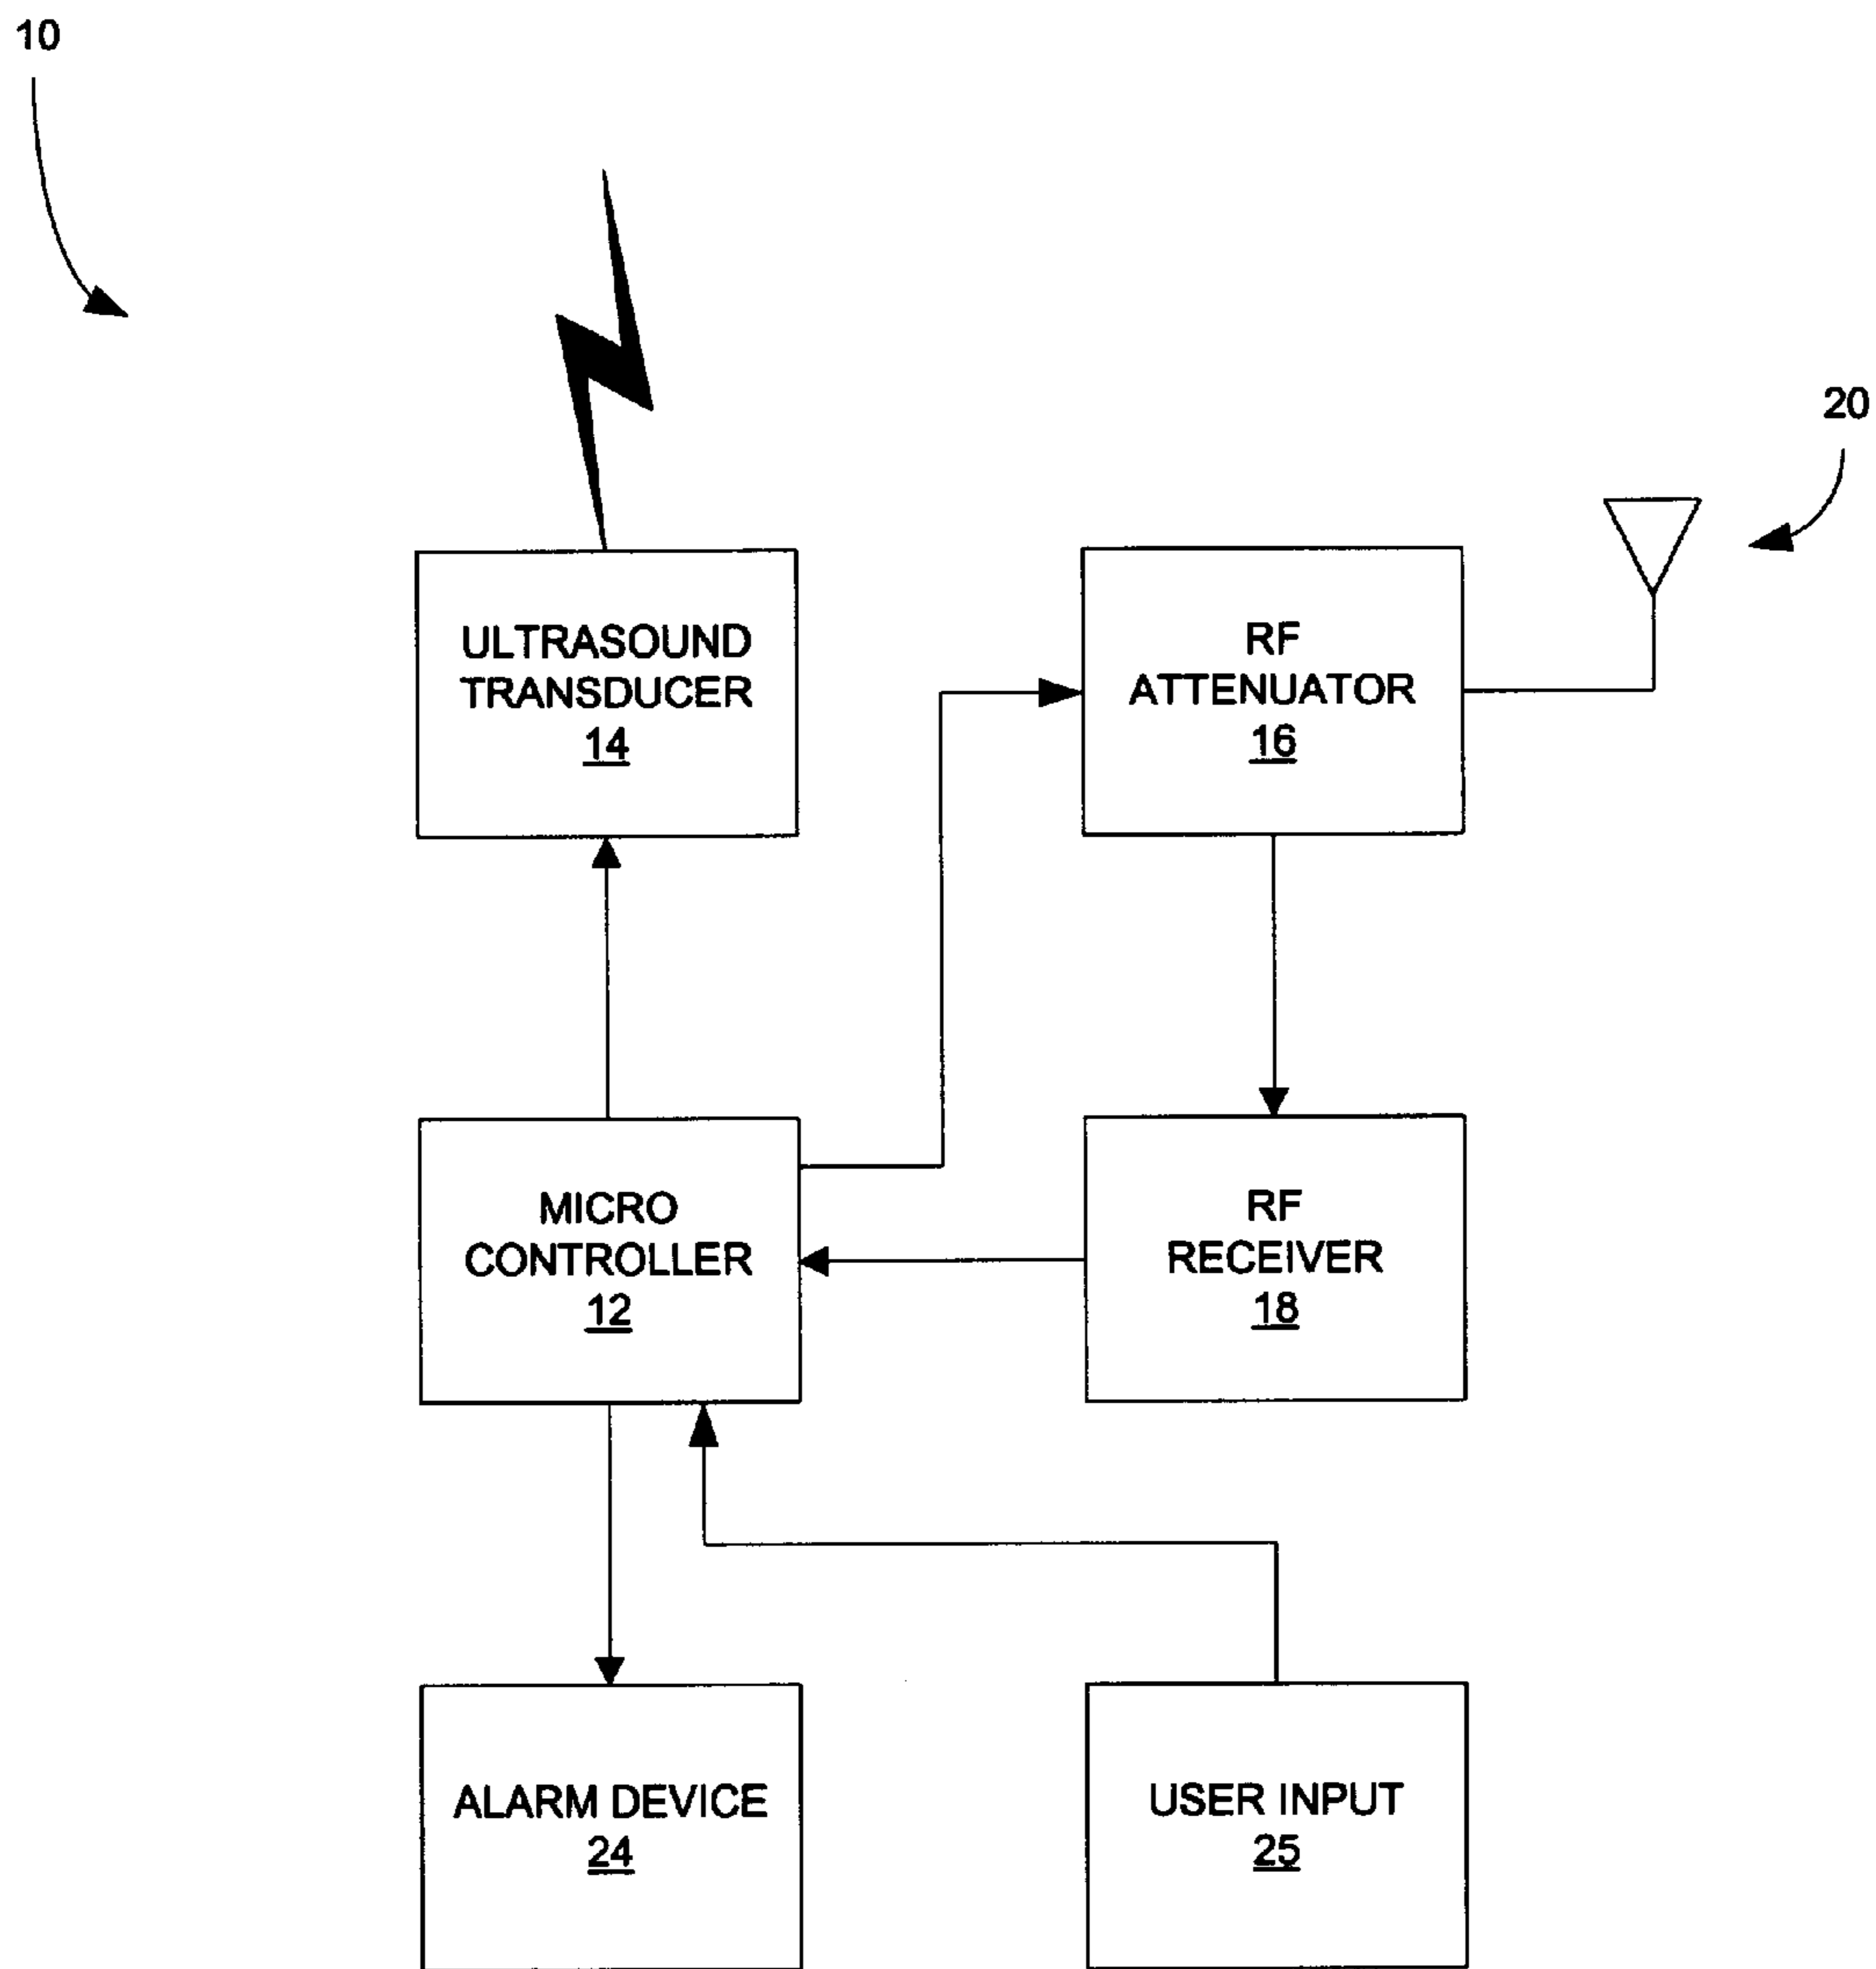 10
20
ULTRASOUND
TRANSDUCER
14
RF
ATTENUATOR
16
MICRO
CONTROLLER
12
RF
RECEIVER
18
ALARM DEVICE
24
USER INPUT
25